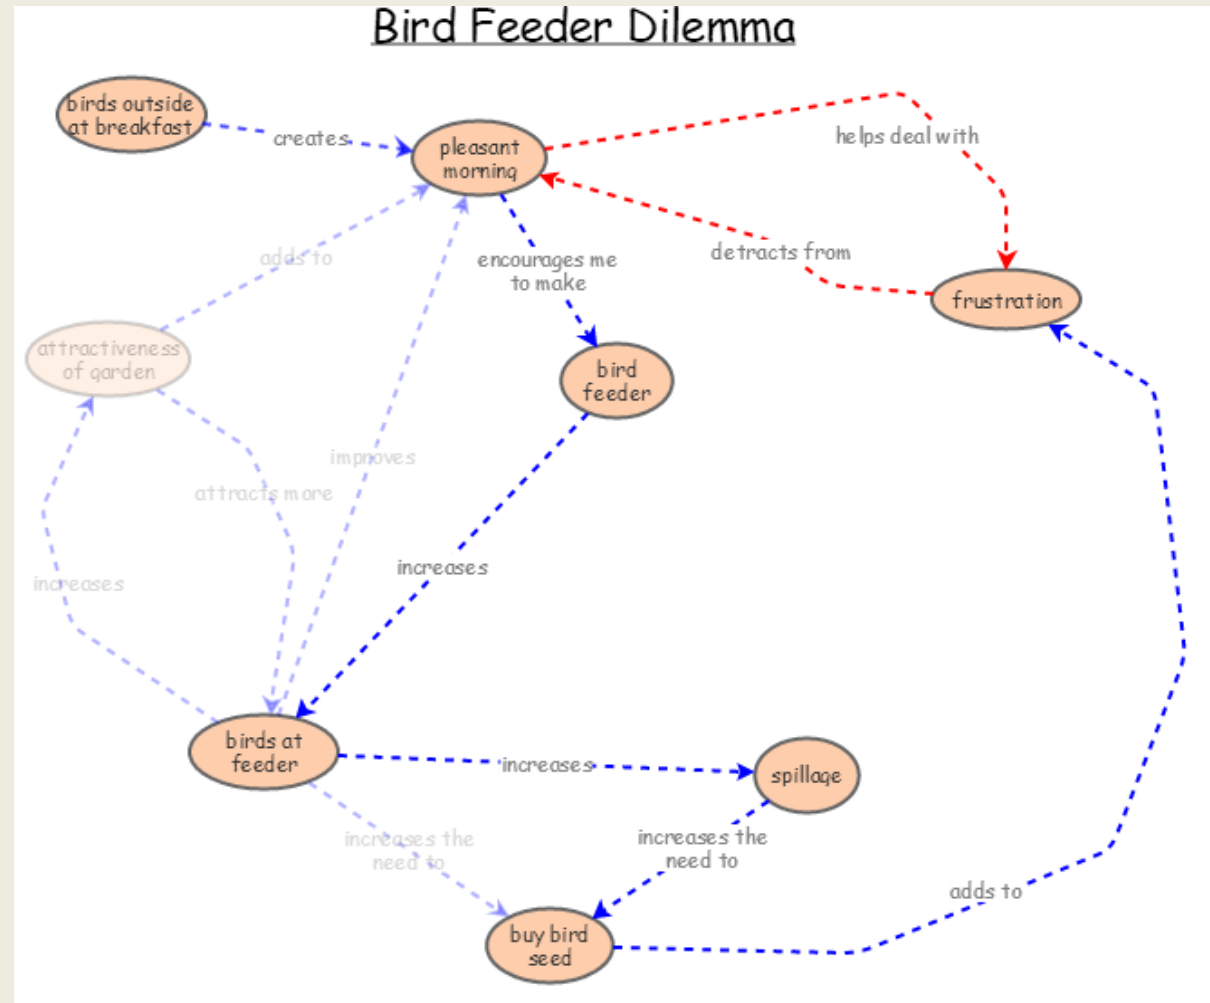 Bird Feeder Dilemma
birds outside
at breakfast
creates
pleasant
morning
helps deal with
adds to
encourages me
to make
detracts from
frustration
attractiveness
of garden
bird
feeder
improves
attracts more
increases
increases
birds at
feeder
increases
spillage
increases the
need to
increases the
need to
adds to
buy bird
seed